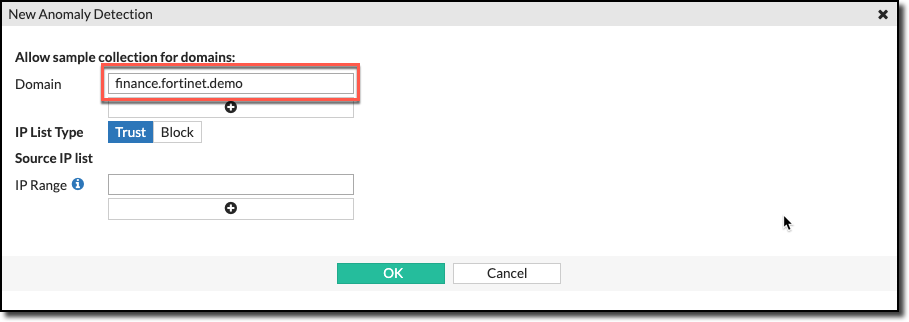 New Anomaly Detection
Allow sample collection for domains:
Domain finance.fortinet.demo
IP List Type Trust Block
Source IP list
IP Range
OK Cancel